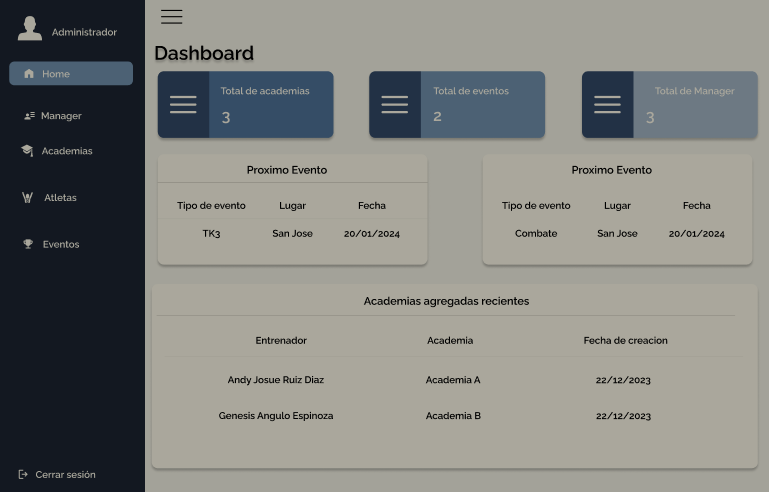 Administrador
Home
Manager
Academias
Atletas
Eventos
Cerrar sesión
Dashboard
Total de academias
3
Total de eventos
2
Total de Manager
3
Proximo Evento
Tipo de evento Lugar Fecha
TK3 San Jose 20/01/2024
Proximo Evento
Tipo de evento Lugar Fecha
Combate San Jose 20/01/2024
Academias agregadas recientes
Entrenador Academia Fecha de creacion
Andy Josue Ruiz Diaz Academia A 22/12/2023
Genesis Angulo Espinoza Academia B 22/12/2023